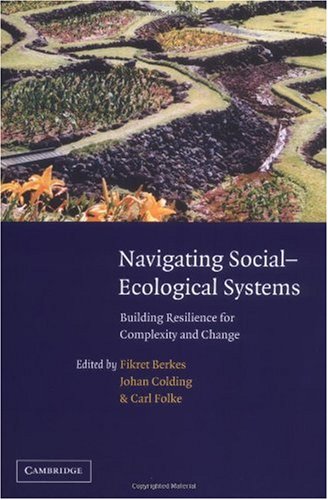 Navigating Social–
Ecological Systems
Building Resilience for
Complexity and Change
Edited by Fikret Berkes
Johan Colding
& Carl Folke
CAMBRIDGE